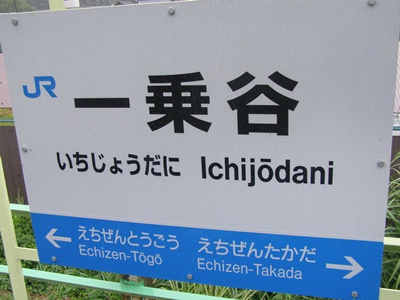 JR
一乗谷
いちじょうだに Ichijōdani
← えちぜんとうごう えちぜんたかだ →
Echizen-Tōgō Echizen-Takada